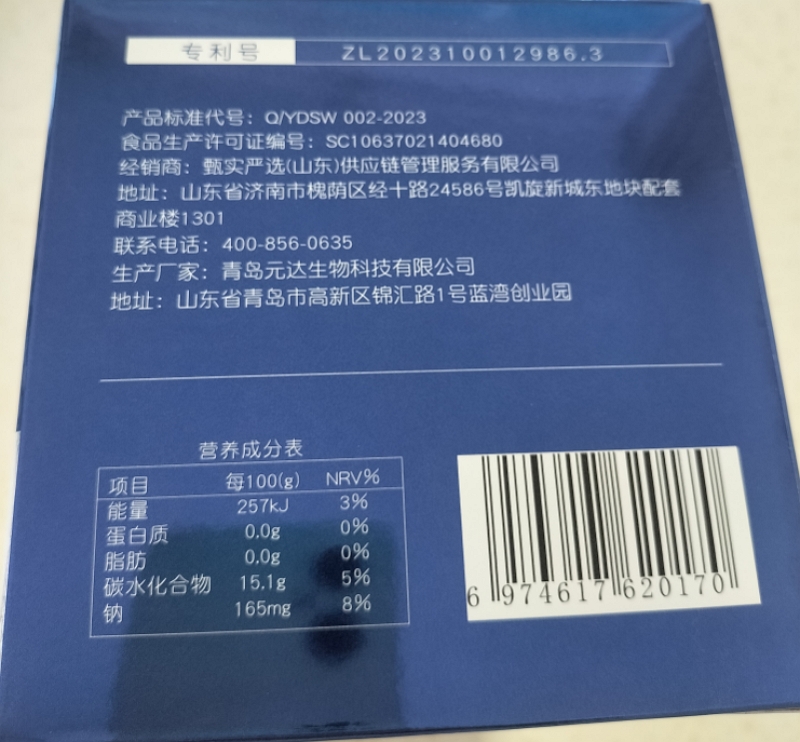 专利号 ZL202310012986.3
产品标准代号：Q/YDSW 002-2023
食品生产许可证编号：SC10637021404680
经销商：甄实严选(山东)供应链管理服务有限公司
地址：山东省济南市槐荫区经十路24586号凯旋新城东地块配套
商业楼1301
联系电话：400-856-0635
生产厂家：青岛元达生物科技有限公司
地址：山东省青岛市高新区锦汇路1号蓝湾创业园
营养成分表
项目 每100(g) NRV%
能量 257kJ 3%
蛋白质 0.0g 0%
脂肪 0.0g 0%
碳水化合物 15.1g 5%
钠 165mg 8%
6 974617 620170